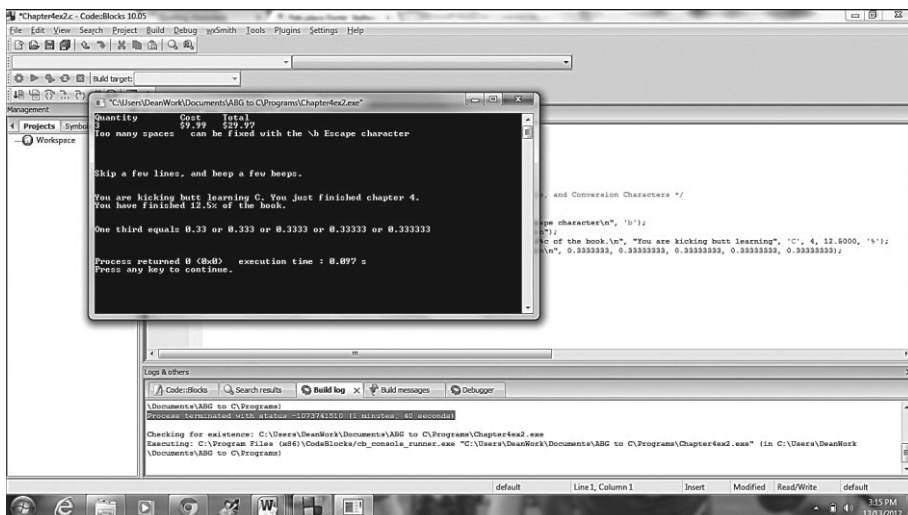 *Chapter4ex2.c - Code::Blocks 10.05
File Edit View Search Project Build Debug wxSmith Tools Plugins Settings Help
Build target:
Management
Projects Symbo
Workspace
"C:\Users\DeanWork\Documents\ABG to C\Programs\Chapter4ex2.exe"
Quantity Cost Total
3 $9.99 $29.97
Too many spaces can be fixed with the \b Escape character
Skip a few lines, and beep a few beeps.
You are kicking butt learning C. You just finished chapter 4.
You have finished 12.5% of the book.
One third equals 0.33 or 0.333 or 0.3333 or 0.33333 or 0.333333
Process returned 0 (0x0) execution time : 0.097 s
Press any key to continue.
, and Conversion Characters */
ape character\n", 'b');
n");
%c of the book.\n", "You are kicking butt learning", 'C', 4, 12.5000, '%');
\n\n", 0.3333333, 0.33333333, 0.33333333, 0.33333333, 0.33333333);
Logs & others
Code::Blocks Search results Build log Build messages Debugger
\Documents\ABG to C\Programs)
Process terminated with status -1073741510 (1 minutes, 40 seconds)
Checking for existence: C:\Users\DeanWork\Documents\ABG to C\Programs\Chapter4ex2.exe
Executing: C:\Program Files (x86)\CodeBlocks/cb_console_runner.exe "C:\Users\DeanWork\Documents\ABG to C\Programs\Chapter4ex2.exe" (in C:\Users\DeanWork
\Documents\ABG to C\Programs)
default Line 1, Column 1 Insert Modified Read/Write default
3:15 PM
12/13/2012